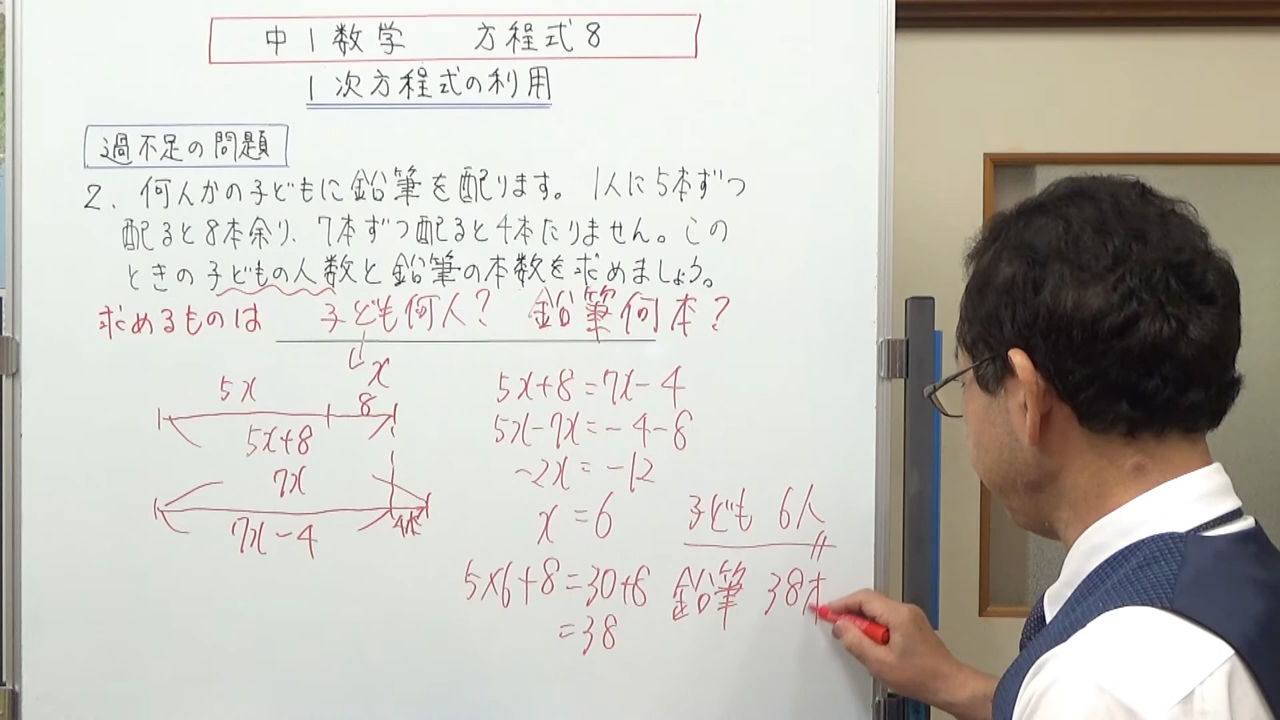 中1数学 方程式8
1次方程式の利用
過不足の問題
2. 何人かの子どもに鉛筆を配ります。1人に5本ずつ
配ると8本余り、7本ずつ配ると4本たりません。この
ときの子どもの人数と鉛筆の本数を求めましょう。
求めるものは 子ども何人? 鉛筆何本?
x
5x 8
5x+8
7x
4本
7x-4
5x+8=7x-4
5x-7x=-4-8
-2x=-12
x=6 子ども 6人
5×6+8=30+8 鉛筆 38本
=38